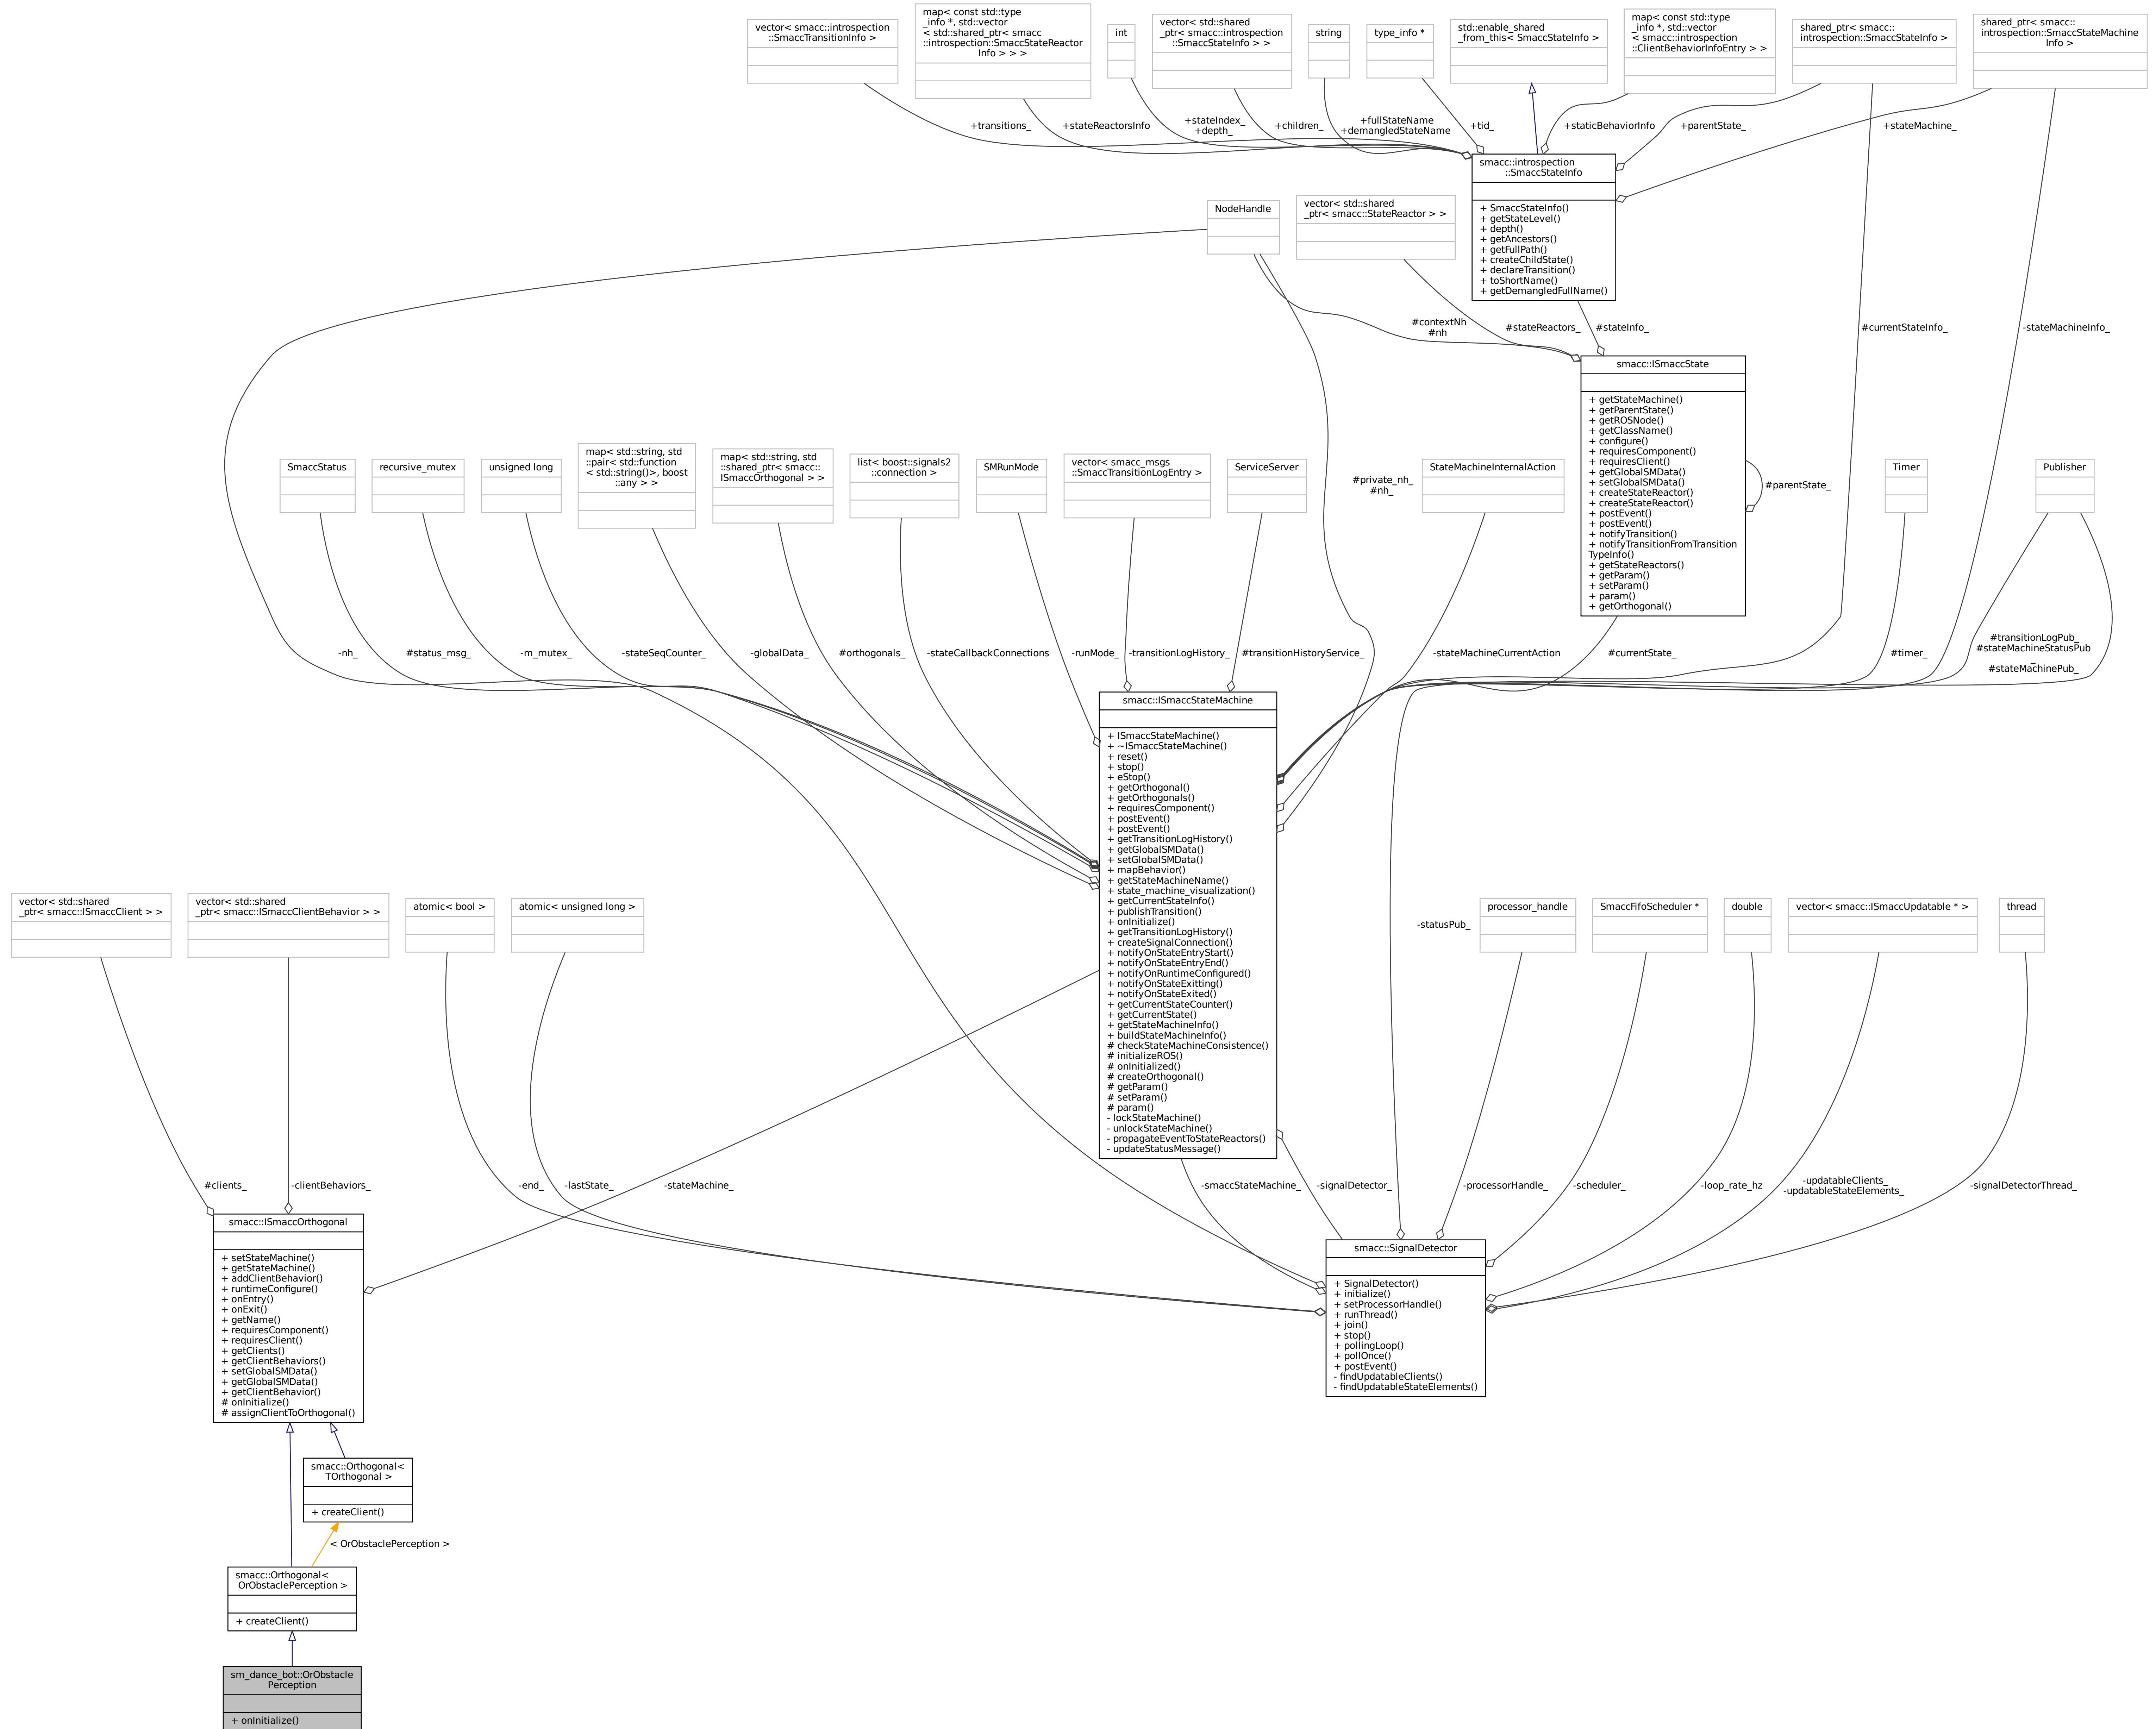 vector< smacc::introspection
::SmaccTransitionInfo >
map< const std::type
_info *, std::vector
< std::shared_ptr< smacc
::introspection::SmaccStateReactor
Info > > >
int
vector< std::shared
_ptr< smacc::introspection
::SmaccStateInfo > >
string
type_info *
std::enable_shared
_from_this< SmaccStateInfo >
map< const std::type
_info *, std::vector
< smacc::introspection
::ClientBehaviorInfoEntry > >
shared_ptr< smacc::
introspection::SmaccStateInfo >
shared_ptr< smacc::
introspection::SmaccStateMachine
Info >
+transitions_
+stateReactorsInfo
+stateIndex_
+depth_
+children_
+fullStateName
+demangledStateName
+tid_
+staticBehaviorInfo
+parentState_
+stateMachine_
smacc::introspection
::SmaccStateInfo
+ SmaccStateInfo()
+ getStateLevel()
+ depth()
+ getAncestors()
+ getFullPath()
+ createChildState()
+ declareTransition()
+ toShortName()
+ getDemangledFullName()
NodeHandle
vector< std::shared
_ptr< smacc::StateReactor > >
#contextNh
#nh
#stateReactors_
#stateInfo_
#currentStateInfo_
-stateMachineInfo_
smacc::ISmaccState
+ getStateMachine()
+ getParentState()
+ getROSNode()
+ getClassName()
+ configure()
+ requiresComponent()
+ requiresClient()
+ getGlobalSMData()
+ setGlobalSMData()
+ createStateReactor()
+ createStateReactor()
+ postEvent()
+ postEvent()
+ notifyTransition()
+ notifyTransitionFromTransition
TypeInfo()
+ getStateReactors()
+ getParam()
+ setParam()
+ param()
+ getOrthogonal()
#parentState_
SmaccStatus
recursive_mutex
unsigned long
map< std::string, std
::pair< std::function
< std::string()>, boost
::any > >
map< std::string, std
::shared_ptr< smacc::
ISmaccOrthogonal > >
list< boost::signals2
::connection >
SMRunMode
vector< smacc_msgs
::SmaccTransitionLogEntry >
ServiceServer
#private_nh_
#nh_
StateMachineInternalAction
Timer
Publisher
-nh_
#status_msg_
-m_mutex_
-stateSeqCounter_
-globalData_
#orthogonals_
-stateCallbackConnections
-runMode_
-transitionLogHistory_
#transitionHistoryService_
-stateMachineCurrentAction
#currentState_
#timer_
#transitionLogPub_
#stateMachineStatusPub
_
#stateMachinePub_
smacc::ISmaccStateMachine
+ ISmaccStateMachine()
+ ~ISmaccStateMachine()
+ reset()
+ stop()
+ eStop()
+ getOrthogonal()
+ getOrthogonals()
+ requiresComponent()
+ postEvent()
+ postEvent()
+ getTransitionLogHistory()
+ getGlobalSMData()
+ setGlobalSMData()
+ mapBehavior()
+ getStateMachineName()
+ state_machine_visualization()
+ getCurrentStateInfo()
+ publishTransition()
+ onInitialize()
+ getTransitionLogHistory()
+ createSignalConnection()
+ notifyOnStateEntryStart()
+ notifyOnStateEntryEnd()
+ notifyOnRuntimeConfigured()
+ notifyOnStateExitting()
+ notifyOnStateExited()
+ getCurrentStateCounter()
+ getCurrentState()
+ getStateMachineInfo()
+ buildStateMachineInfo()
# checkStateMachineConsistence()
# initializeROS()
# onInitialized()
# createOrthogonal()
# getParam()
# setParam()
# param()
- lockStateMachine()
- unlockStateMachine()
- propagateEventToStateReactors()
- updateStatusMessage()
vector< std::shared
_ptr< smacc::ISmaccClient > >
vector< std::shared
_ptr< smacc::ISmaccClientBehavior > >
atomic< bool >
atomic< unsigned long >
-statusPub_
processor_handle
SmaccFifoScheduler *
double
vector< smacc::ISmaccUpdatable * >
thread
#clients_
-clientBehaviors_
-end_
-lastState_
-stateMachine_
-smaccStateMachine_
-signalDetector_
-processorHandle_
-scheduler_
-loop_rate_hz
-updatableClients_
-updatableStateElements_
-signalDetectorThread_
smacc::ISmaccOrthogonal
+ setStateMachine()
+ getStateMachine()
+ addClientBehavior()
+ runtimeConfigure()
+ onEntry()
+ onExit()
+ getName()
+ requiresComponent()
+ requiresClient()
+ getClients()
+ getClientBehaviors()
+ setGlobalSMData()
+ getGlobalSMData()
+ getClientBehavior()
# onInitialize()
# assignClientToOrthogonal()
smacc::SignalDetector
+ SignalDetector()
+ initialize()
+ setProcessorHandle()
+ runThread()
+ join()
+ stop()
+ pollingLoop()
+ pollOnce()
+ postEvent()
- findUpdatableClients()
- findUpdatableStateElements()
smacc::Orthogonal<
TOrthogonal >
+ createClient()
< OrObstaclePerception >
smacc::Orthogonal<
OrObstaclePerception >
+ createClient()
sm_dance_bot::OrObstacle
Perception
+ onInitialize()